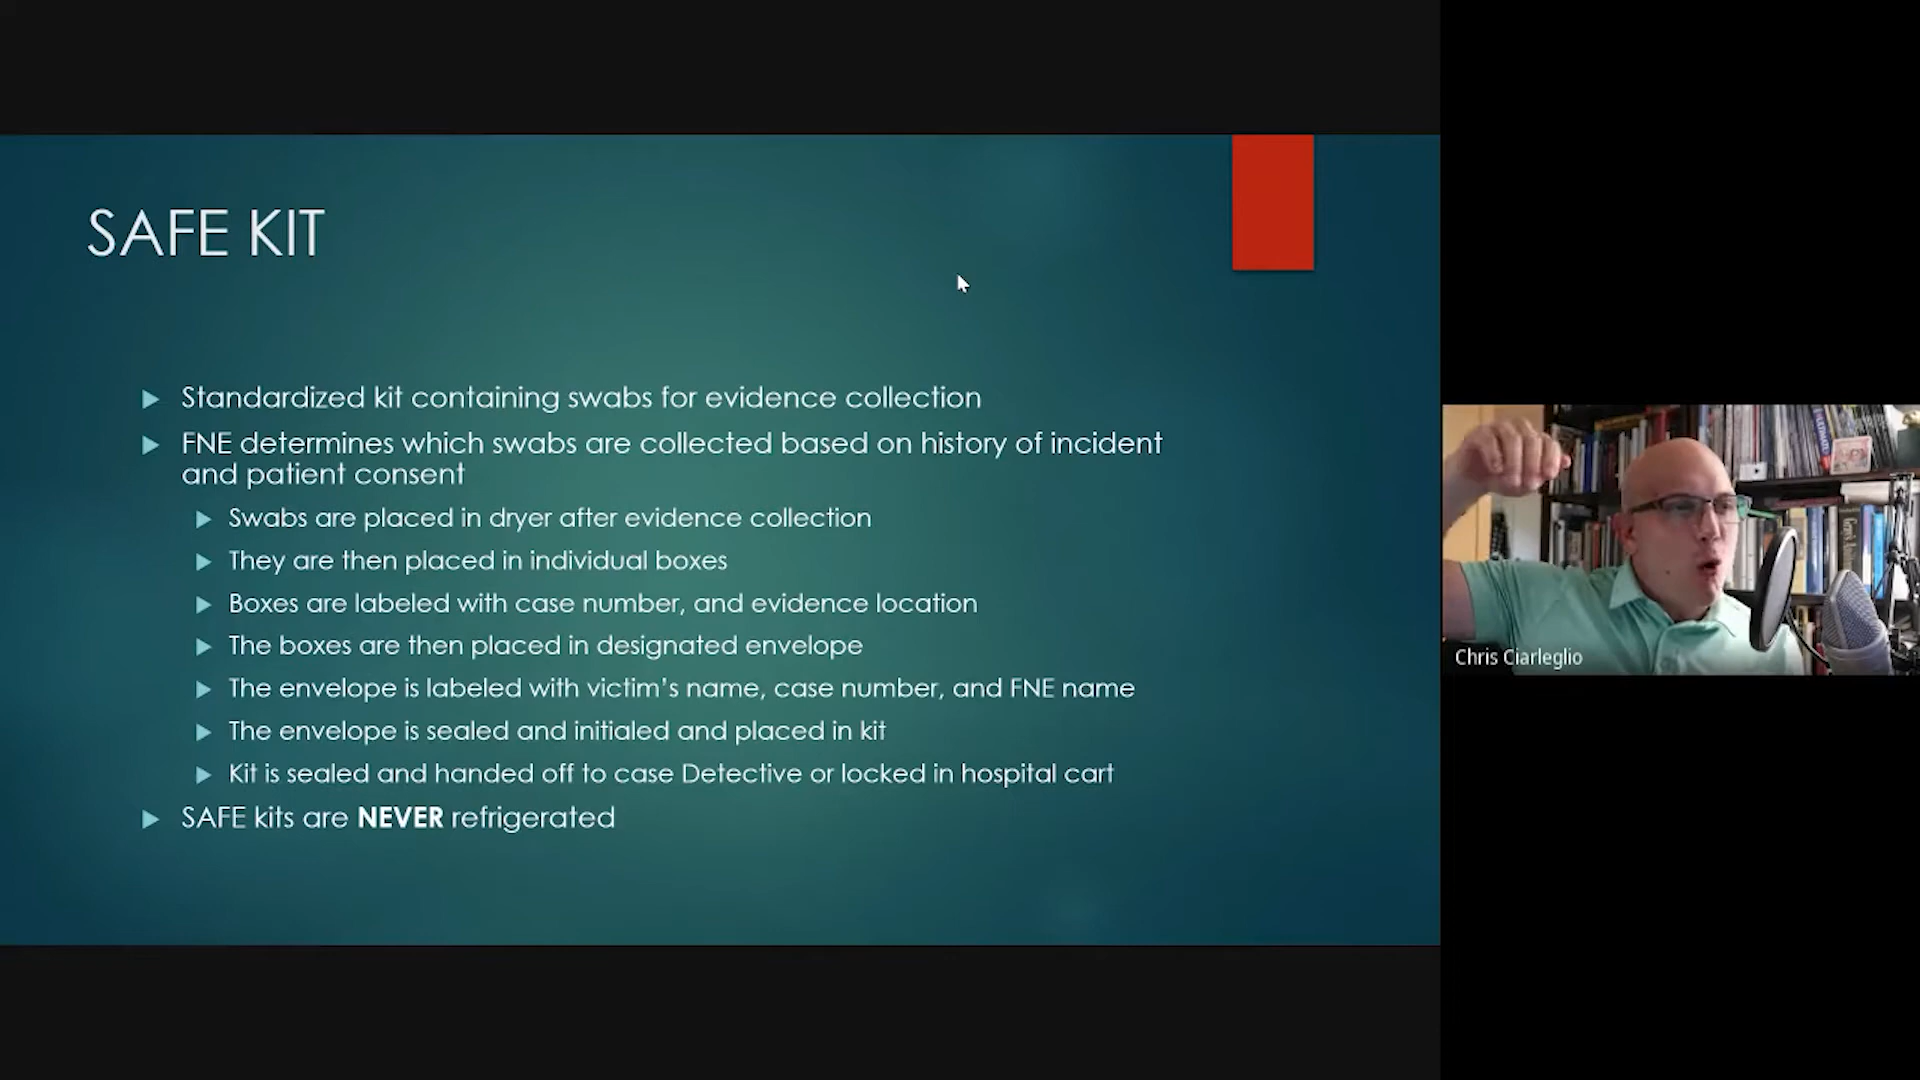 SAFE KIT
Standardized kit containing swabs for evidence collection
FNE determines which swabs are collected based on history of incident
and patient consent
Swabs are placed in dryer after evidence collection
They are then placed in individual boxes
Boxes are labeled with case number, and evidence location
The boxes are then placed in designated envelope
The envelope is labeled with victim's name, case number, and FNE name
The envelope is sealed and initialed and placed in kit
Kit is sealed and handed off to case Detective or locked in hospital cart
SAFE kits are NEVER refrigerated
Chris Ciarleglio